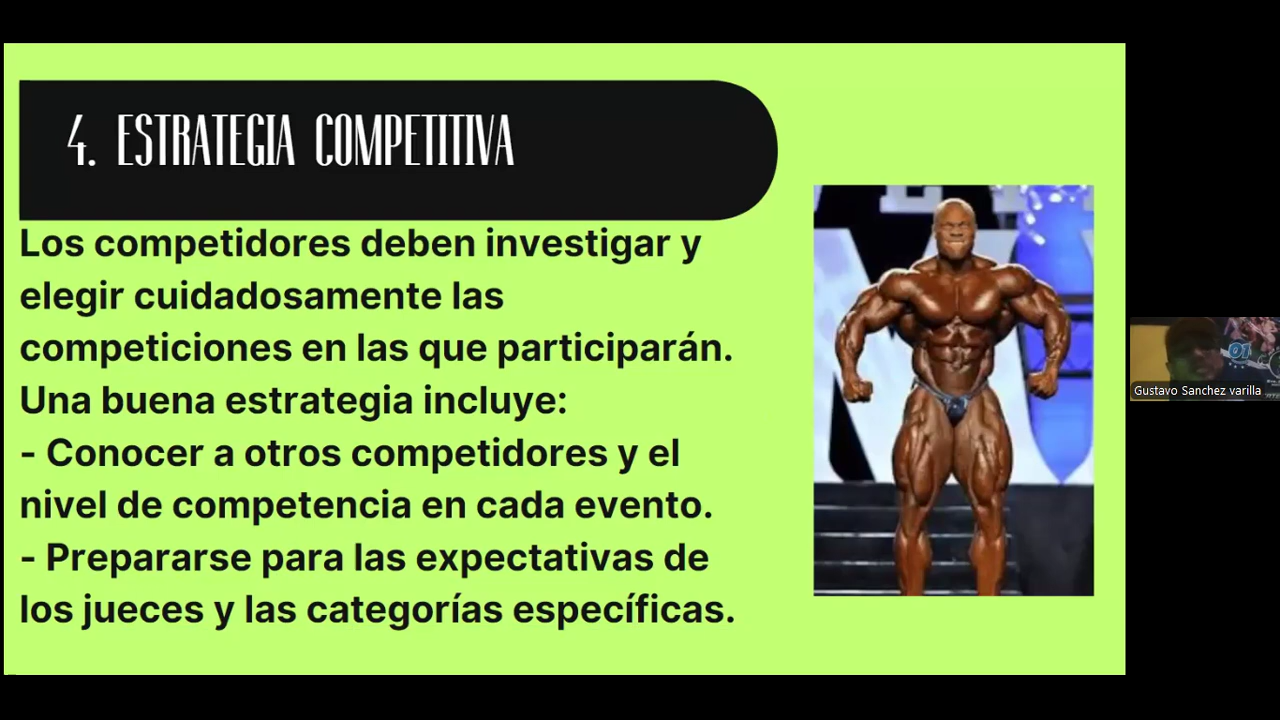 4. ESTRATEGIA COMPETITIVA
Los competidores deben investigar y
elegir cuidadosamente las
competiciones en las que participarán.
Una buena estrategia incluye:
- Conocer a otros competidores y el
nivel de competencia en cada evento.
- Prepararse para las expectativas de
los jueces y las categorías específicas.
01
Gustavo Sanchez varilla